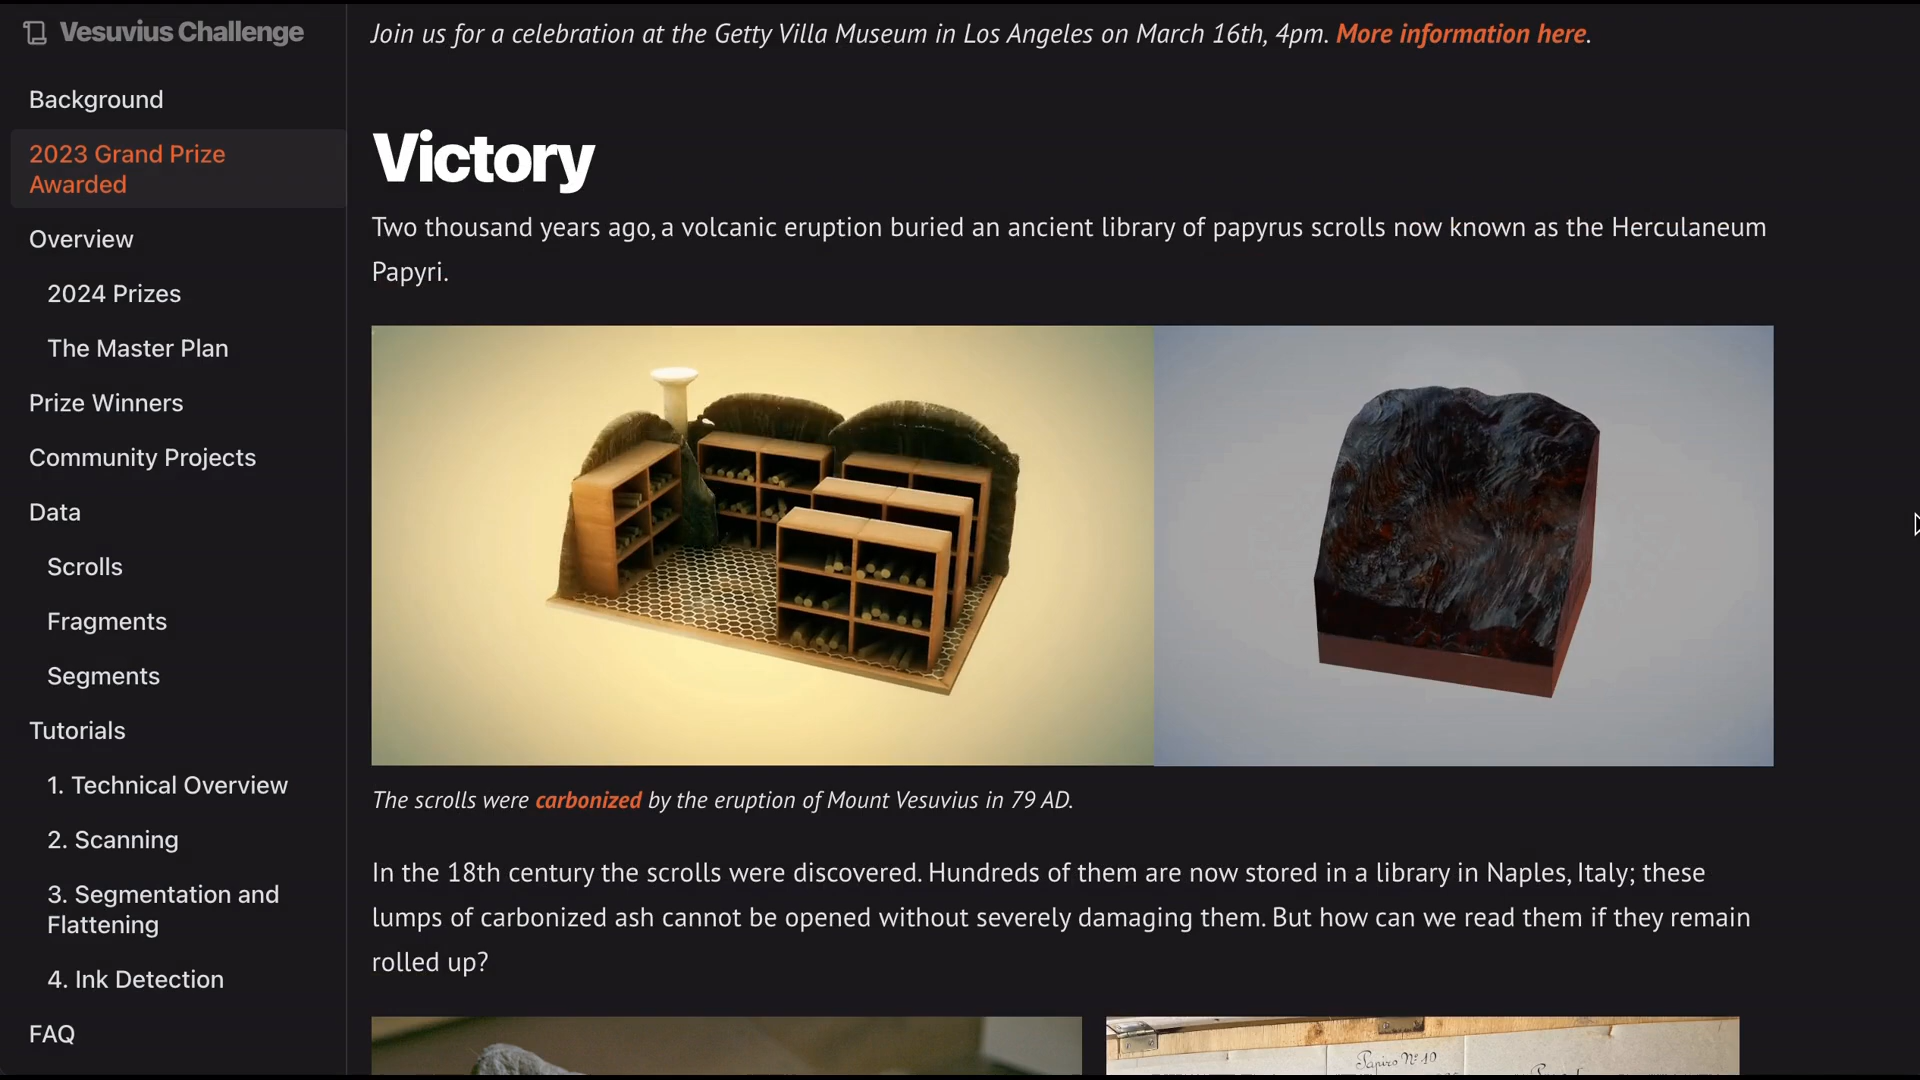 Vesuvius Challenge
Background
2023 Grand Prize
Awarded
Overview
2024 Prizes
The Master Plan
Prize Winners
Community Projects
Data
Scrolls
Fragments
Segments
Tutorials
1. Technical Overview
2. Scanning
3. Segmentation and
Flattening
4. Ink Detection
FAQ
Join us for a celebration at the Getty Villa Museum in Los Angeles on March 16th, 4pm. More information here.
Victory
Two thousand years ago, a volcanic eruption buried an ancient library of papyrus scrolls now known as the Herculaneum
Papyri.
The scrolls were carbonized by the eruption of Mount Vesuvius in 79 AD.
In the 18th century the scrolls were discovered. Hundreds of them are now stored in a library in Naples, Italy; these
lumps of carbonized ash cannot be opened without severely damaging them. But how can we read them if they remain
rolled up?
Papiro Nº 10